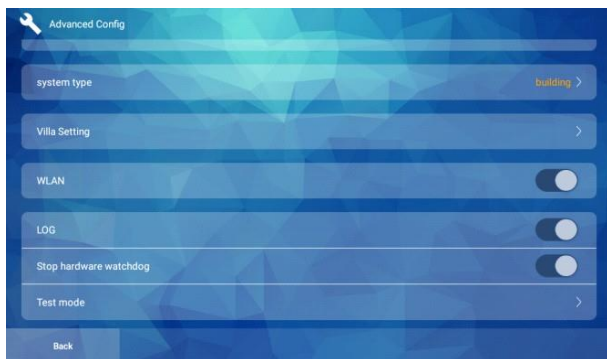 Advanced Config
system type
building >
Villa Setting
>
WLAN
LOG
Stop hardware watchdog
Test mode
>
Back